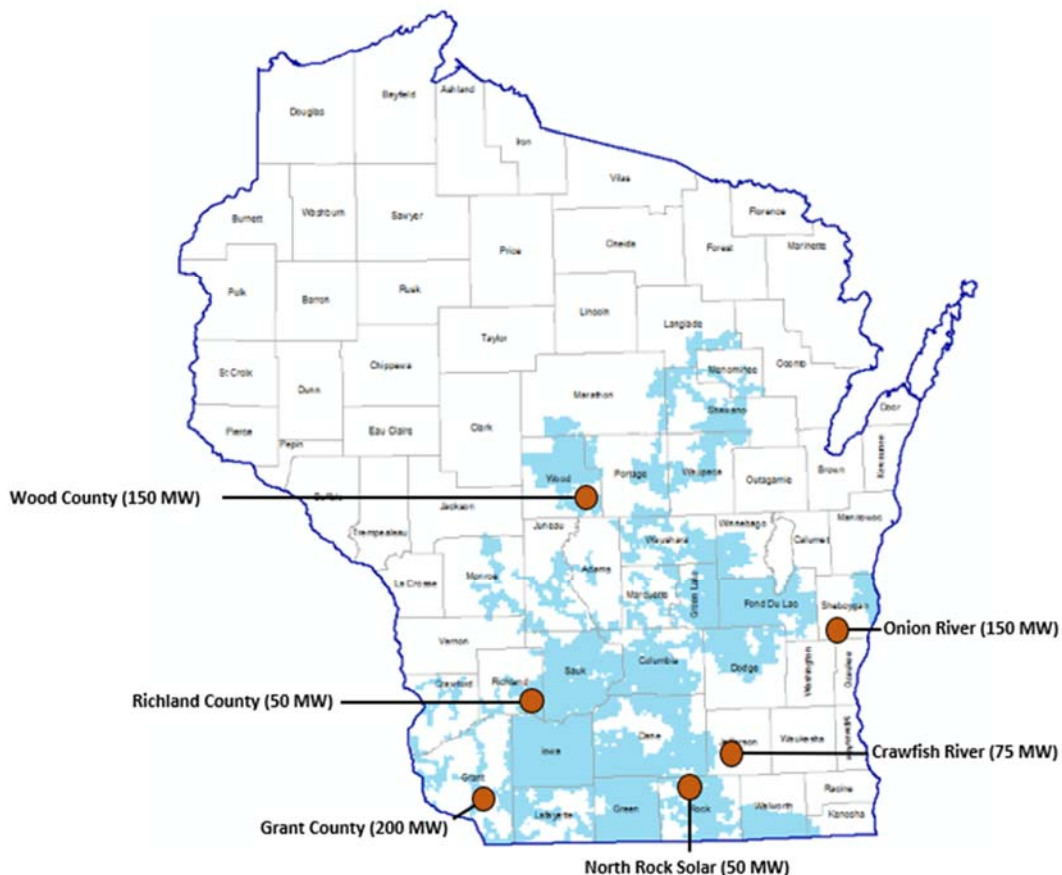 Douglas
Bayfield
Ashland
Iron
Vilas
Florence
Burnett
Washburn
Sawyer
Price
Oneida
Forest
Marinette
Polk
Barron
Rusk
Lincoln
Langlade
Taylor
Chippewa
St Croix
Dunn
Menominee
Oconto
Marathon
Shawano
Door
Pierce
Pepin
Eau Claire
Clark
Wood
Portage
Waupaca
Outagamie
Brown
Kewaunee
Wood County (150 MW)
Buffalo
Trempealeau
Jackson
Juneau
Adams
Waushara
Winnebago
Calumet
Manitowoc
La Crosse
Monroe
Marquette
Green Lake
Fond Du Lac
Sheboygan
Onion River (150 MW)
Vernon
Crawford
Richland
Sauk
Columbia
Dodge
Washington
Ozaukee
Richland County (50 MW)
Iowa
Dane
Jefferson
Waukesha
Milwaukee
Crawfish River (75 MW)
Grant
Lafayette
Green
Rock
Walworth
Racine
Kenosha
Grant County (200 MW)
North Rock Solar (50 MW)